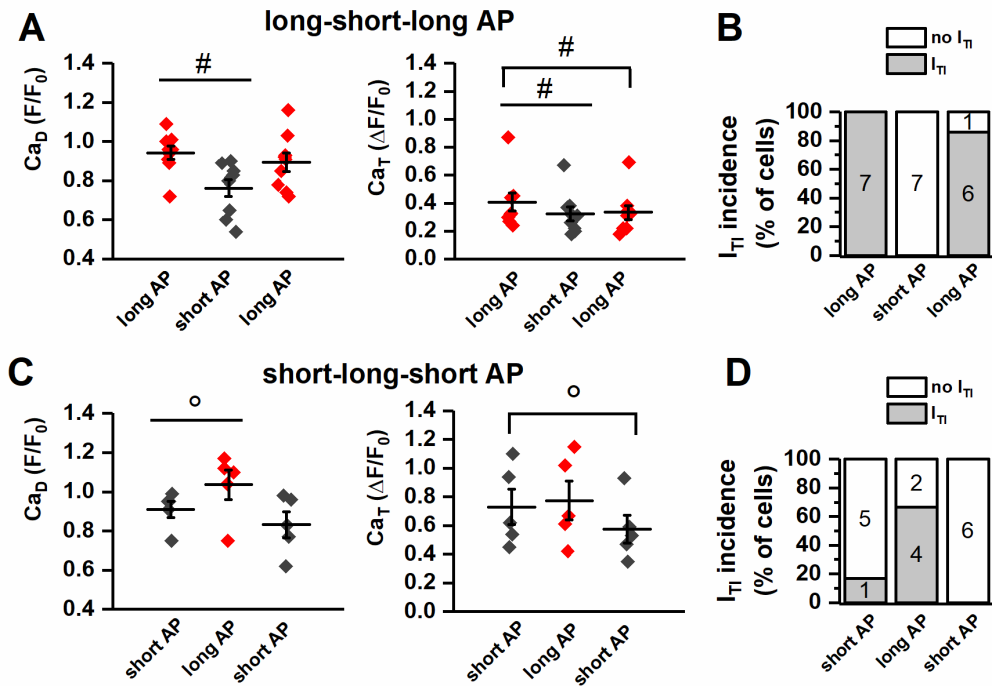 A
long-short-long AP
Ca_D (F/F_0)
1.4
1.2
1.0
0.8
0.6
0.4
#
long AP
short AP
long AP
Ca_T (ΔF/F_0)
1.4
1.2
1.0
0.8
0.6
0.4
0.2
0.0
#
#
long AP
short AP
long AP
B
no I_TI
I_TI
I_TI incidence
(% of cells)
100
80
60
40
20
0
7
7
1
6
long AP
short AP
long AP
C
short-long-short AP
Ca_D (F/F_0)
1.4
1.2
1.0
0.8
0.6
0.4
°
short AP
long AP
short AP
Ca_T (ΔF/F_0)
1.4
1.2
1.0
0.8
0.6
0.4
0.2
0.0
°
short AP
long AP
short AP
D
no I_TI
I_TI
I_TI incidence
(% of cells)
100
80
60
40
20
0
5
1
2
4
6
short AP
long AP
short AP